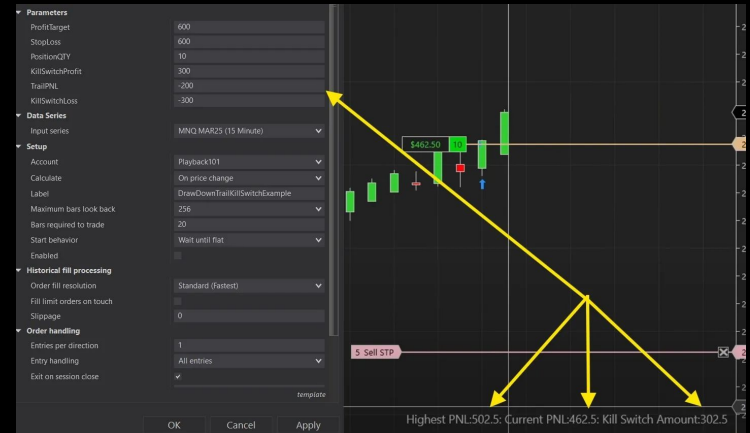 Parameters
ProfitTarget 600
StopLoss 600
PositionQTY 10
KillSwitchProfit 300
TrailPNL -200
KillSwitchLoss -300
Data Series
Input series MNQ MAR25 (15 Minute)
Setup
Account Playback101
Calculate On price change
Label DrawDownTrailKillSwitchExample
Maximum bars look back 256
Bars required to trade 20
Start behavior Wait until flat
Enabled
Historical fill processing
Order fill resolution Standard (Fastest)
Fill limit orders on touch
Slippage 0
Order handling
Entries per direction 1
Entry handling All entries
Exit on session close
template
OK Cancel Apply
$462.50 10
5 Sell STP
Highest PNL:502.5: Current PNL:462.5: Kill Switch Amount:302.5